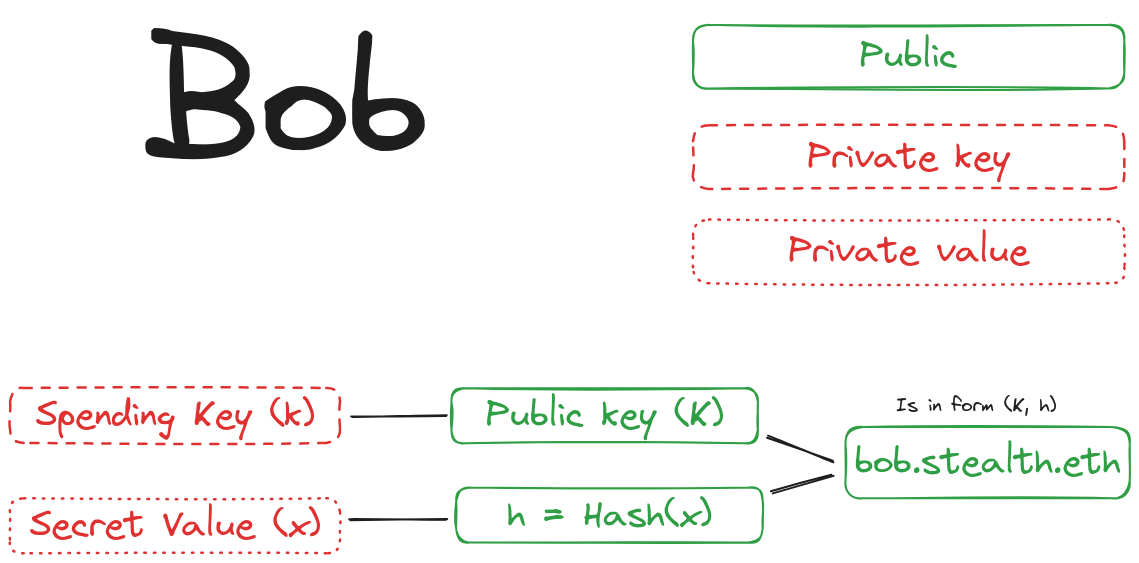 Bob
Public
Private key
Private value
Spending Key (k)
Public key (K)
Is in form (K, h)
bob.stealth.eth
Secret Value (x)
h = Hash(x)